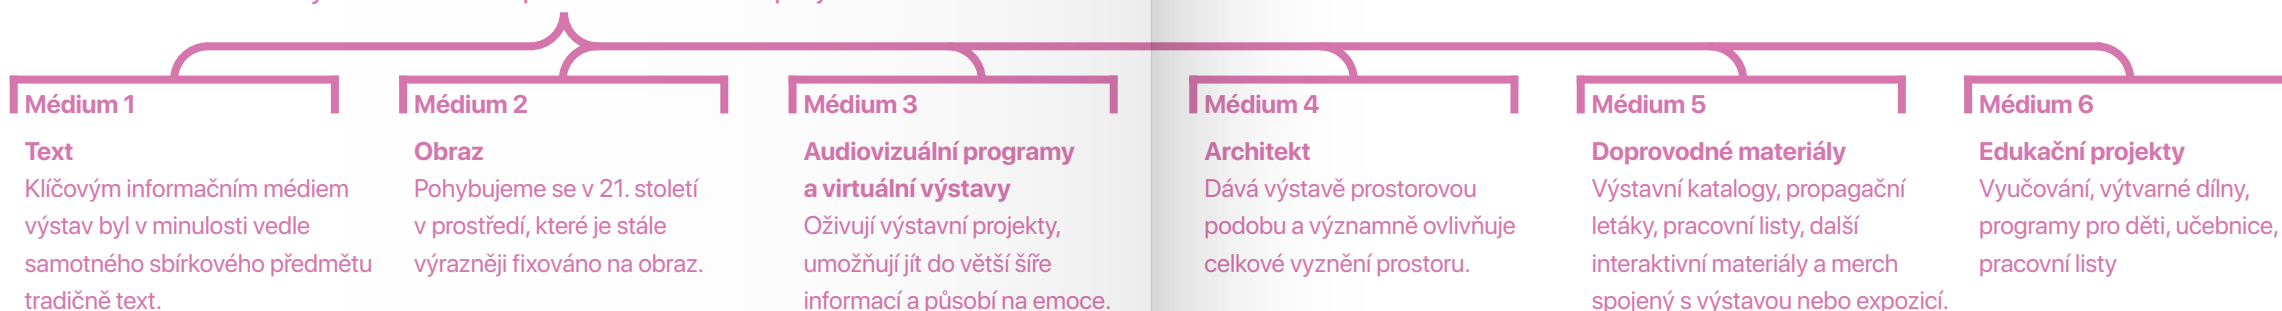 Médium 1
Text
Klíčovým informačním médiem
výstav byl v minulosti vedle
samotného sbírkového předmětu
tradičně text.
Médium 2
Obraz
Pohybujeme se v 21. století
v prostředí, které je stále
výrazněji fixováno na obraz.
Médium 3
Audiovizuální programy
a virtuální výstavy
Oživují výstavní projekty,
umožňují jít do větší šíře
informací a působí na emoce.
Médium 4
Architekt
Dává výstavě prostorovou
podobu a významně ovlivňuje
celkové vyznění prostoru.
Médium 5
Doprovodné materiály
Výstavní katalogy, propagační
letáky, pracovní listy, další
interaktivní materiály a merch
spojený s výstavou nebo expozicí.
Médium 6
Edukační projekty
Vyučování, výtvarné dílny,
programy pro děti, učebnice,
pracovní listy